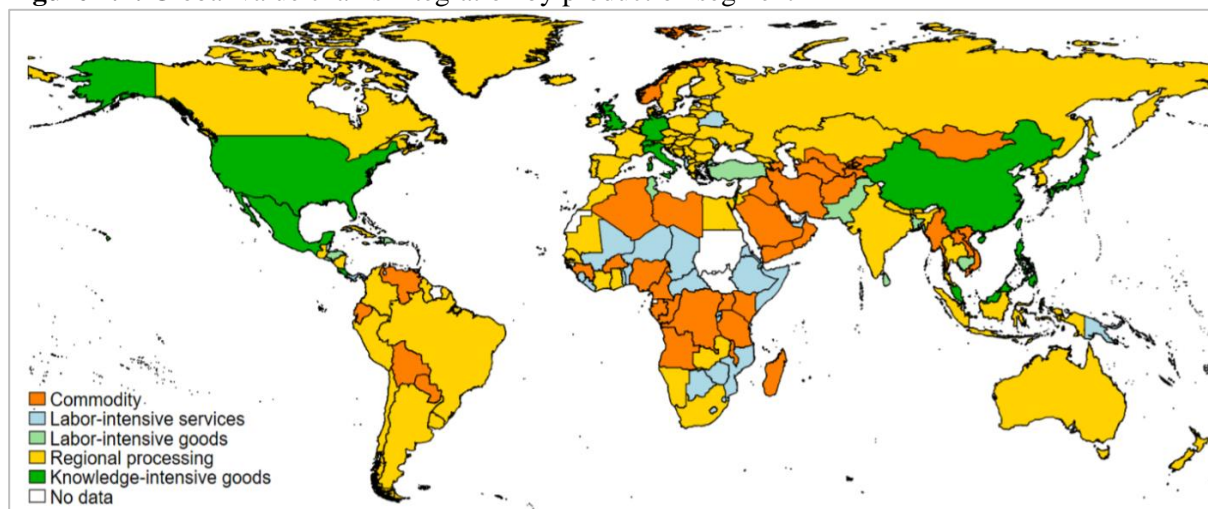 Commodity
Labor-intensive services
Labor-intensive goods
Regional processing
Knowledge-intensive goods
No data